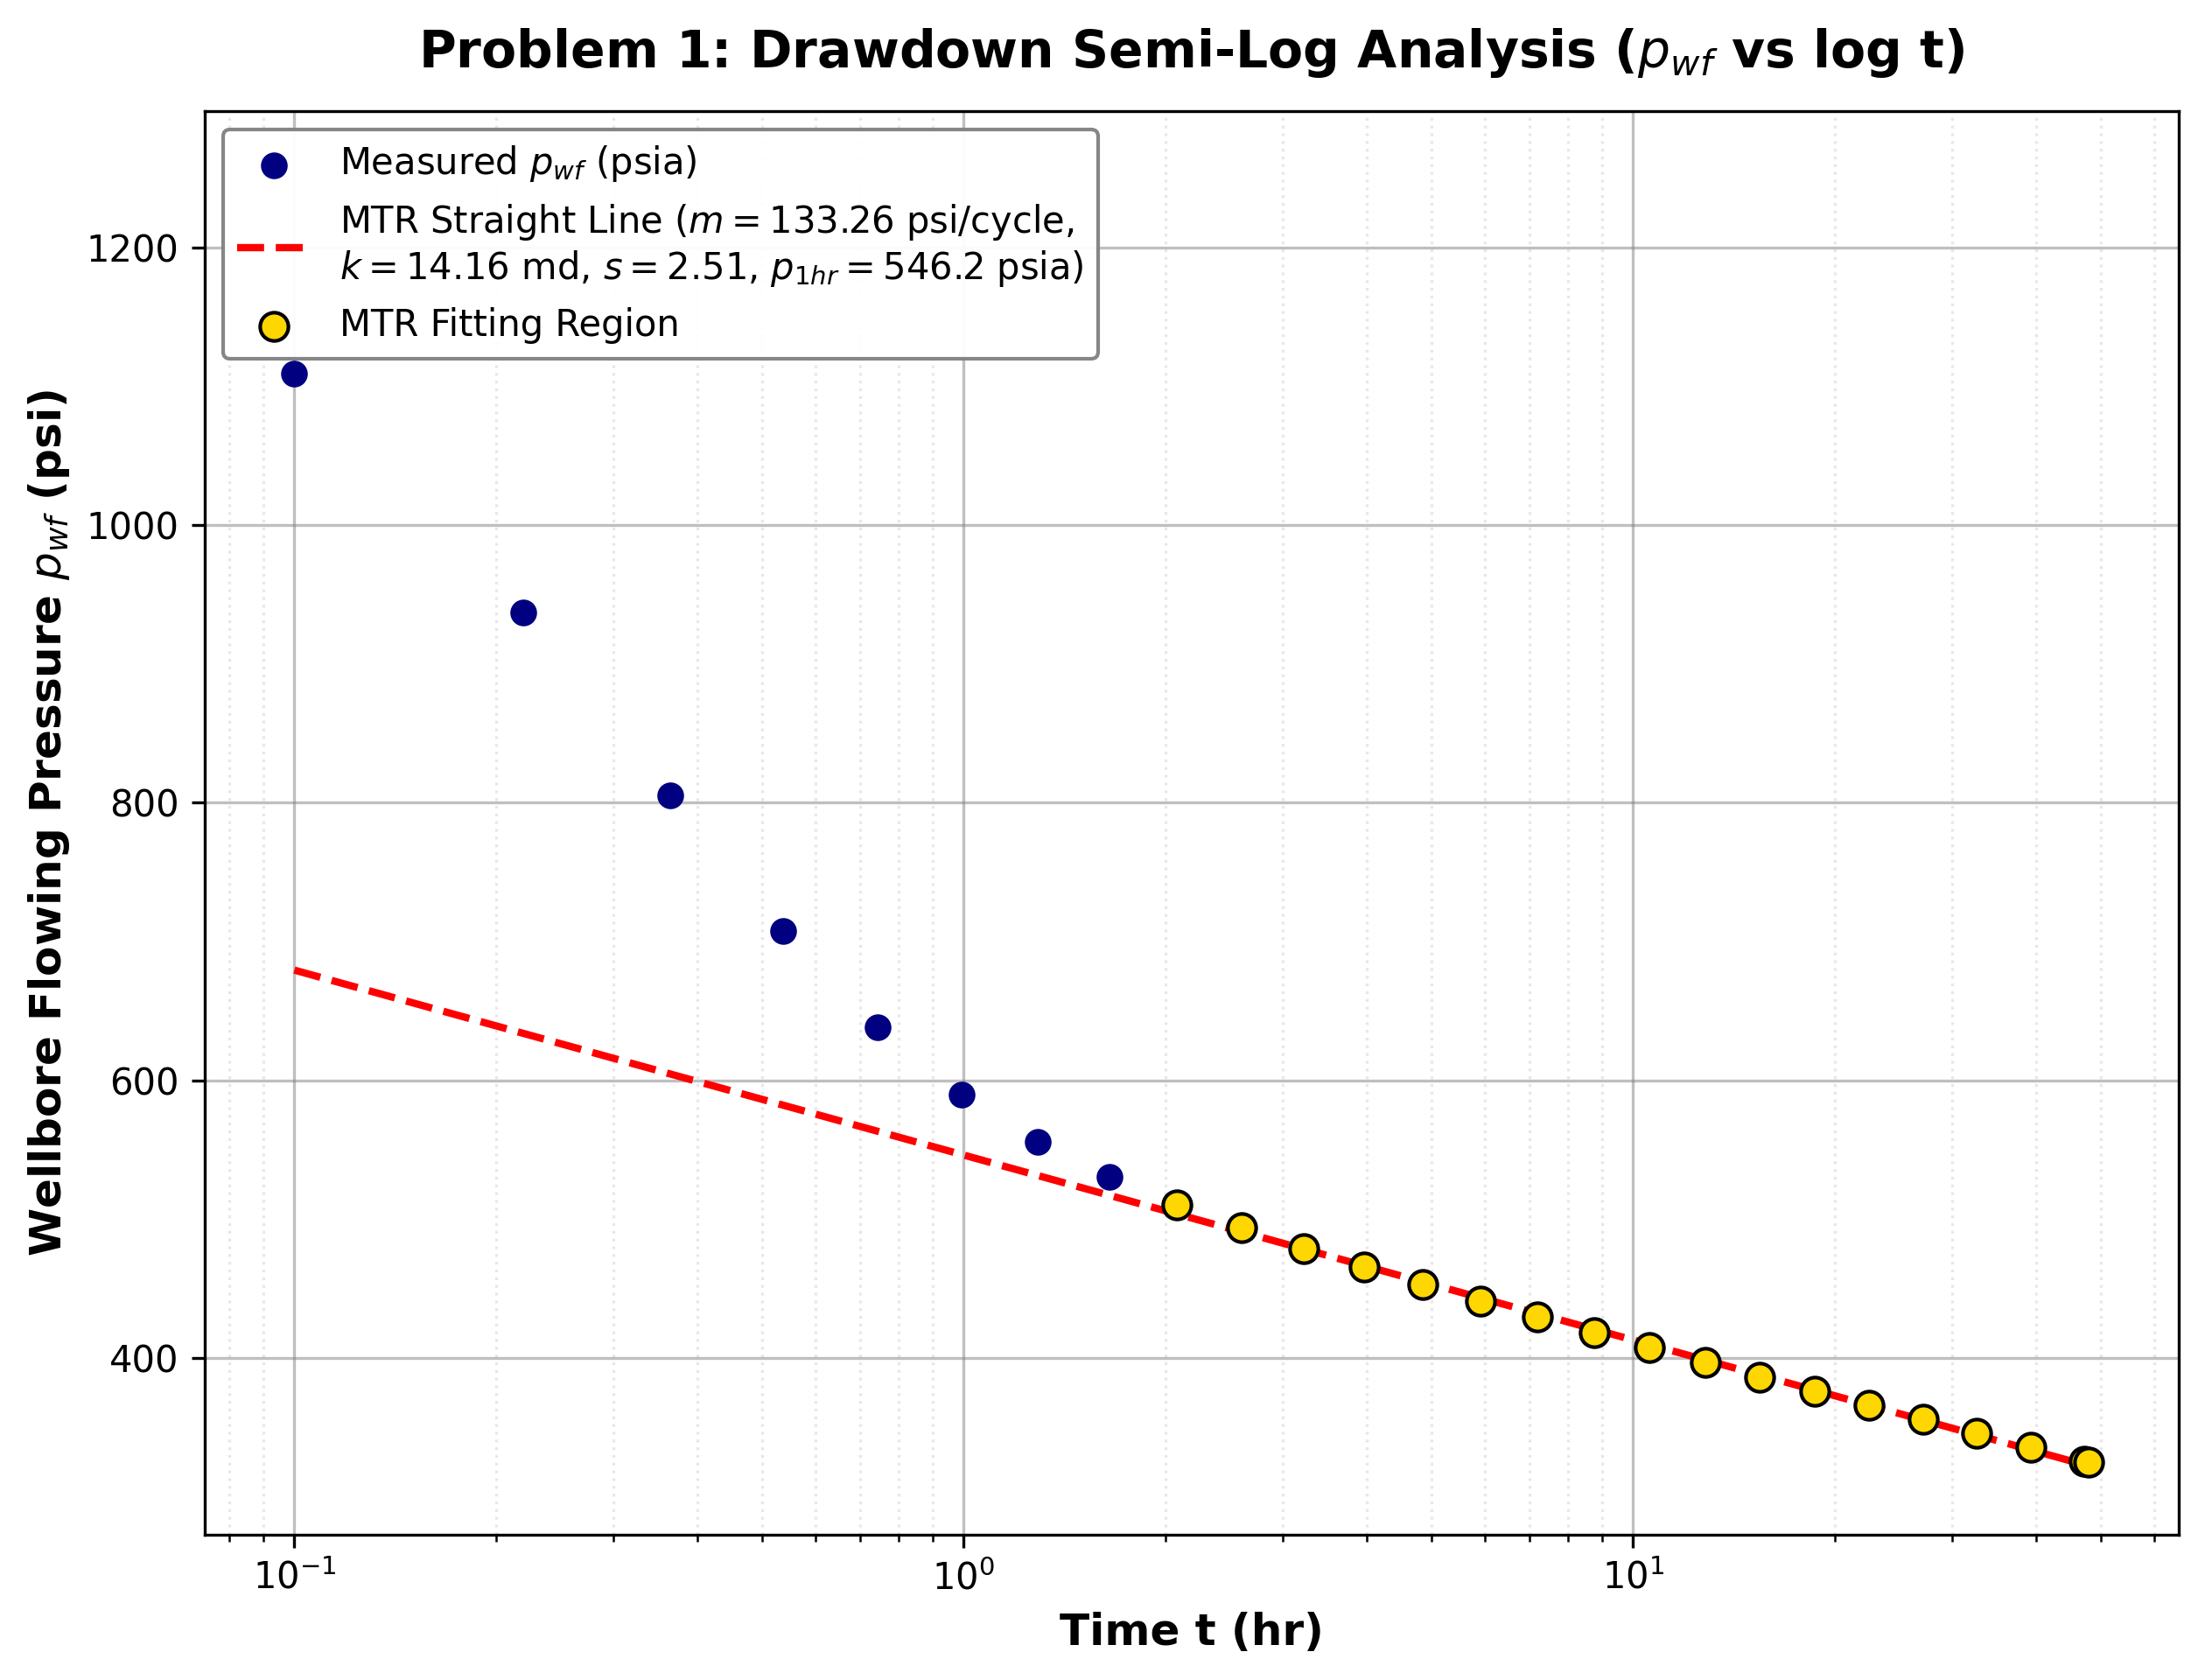 Problem 1: Drawdown Semi-Log Analysis (p_wf vs log t)
Measured p_wf (psia)
MTR Straight Line (m = 133.26 psi/cycle,
k = 14.16 md, s = 2.51, p_1hr = 546.2 psia)
MTR Fitting Region
Wellbore Flowing Pressure p_wf (psi)
1200
1000
800
600
400
10^−1
10^0
10^1
Time t (hr)